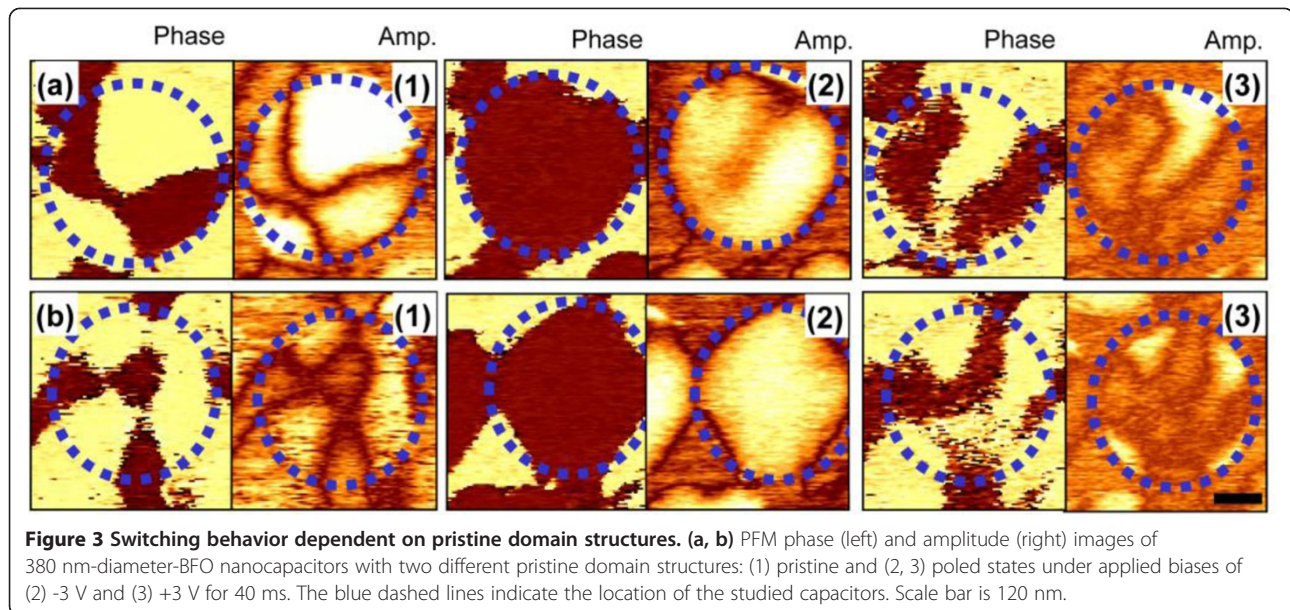 Phase Amp. Phase Amp. Phase Amp.
(a) (1) (2) (3)
(b) (1) (2) (3)
Figure 3 Switching behavior dependent on pristine domain structures. (a, b) PFM phase (left) and amplitude (right) images of
380 nm-diameter-BFO nanocapacitors with two different pristine domain structures: (1) pristine and (2, 3) poled states under applied biases of
(2) -3 V and (3) +3 V for 40 ms. The blue dashed lines indicate the location of the studied capacitors. Scale bar is 120 nm.